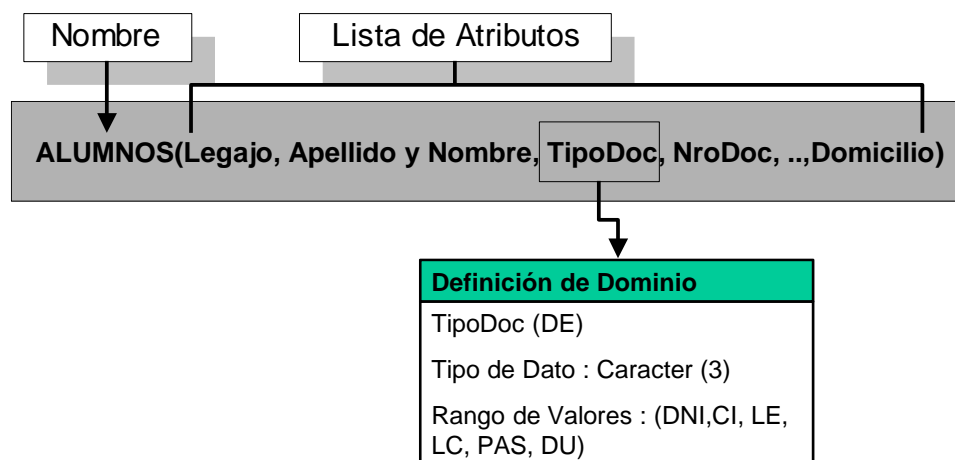 Nombre
Lista de Atributos
ALUMNOS(Legajo, Apellido y Nombre, TipoDoc, NroDoc, ..,Domicilio)
Definición de Dominio
TipoDoc (DE)
Tipo de Dato : Caracter (3)
Rango de Valores : (DNI,CI, LE,
LC, PAS, DU)